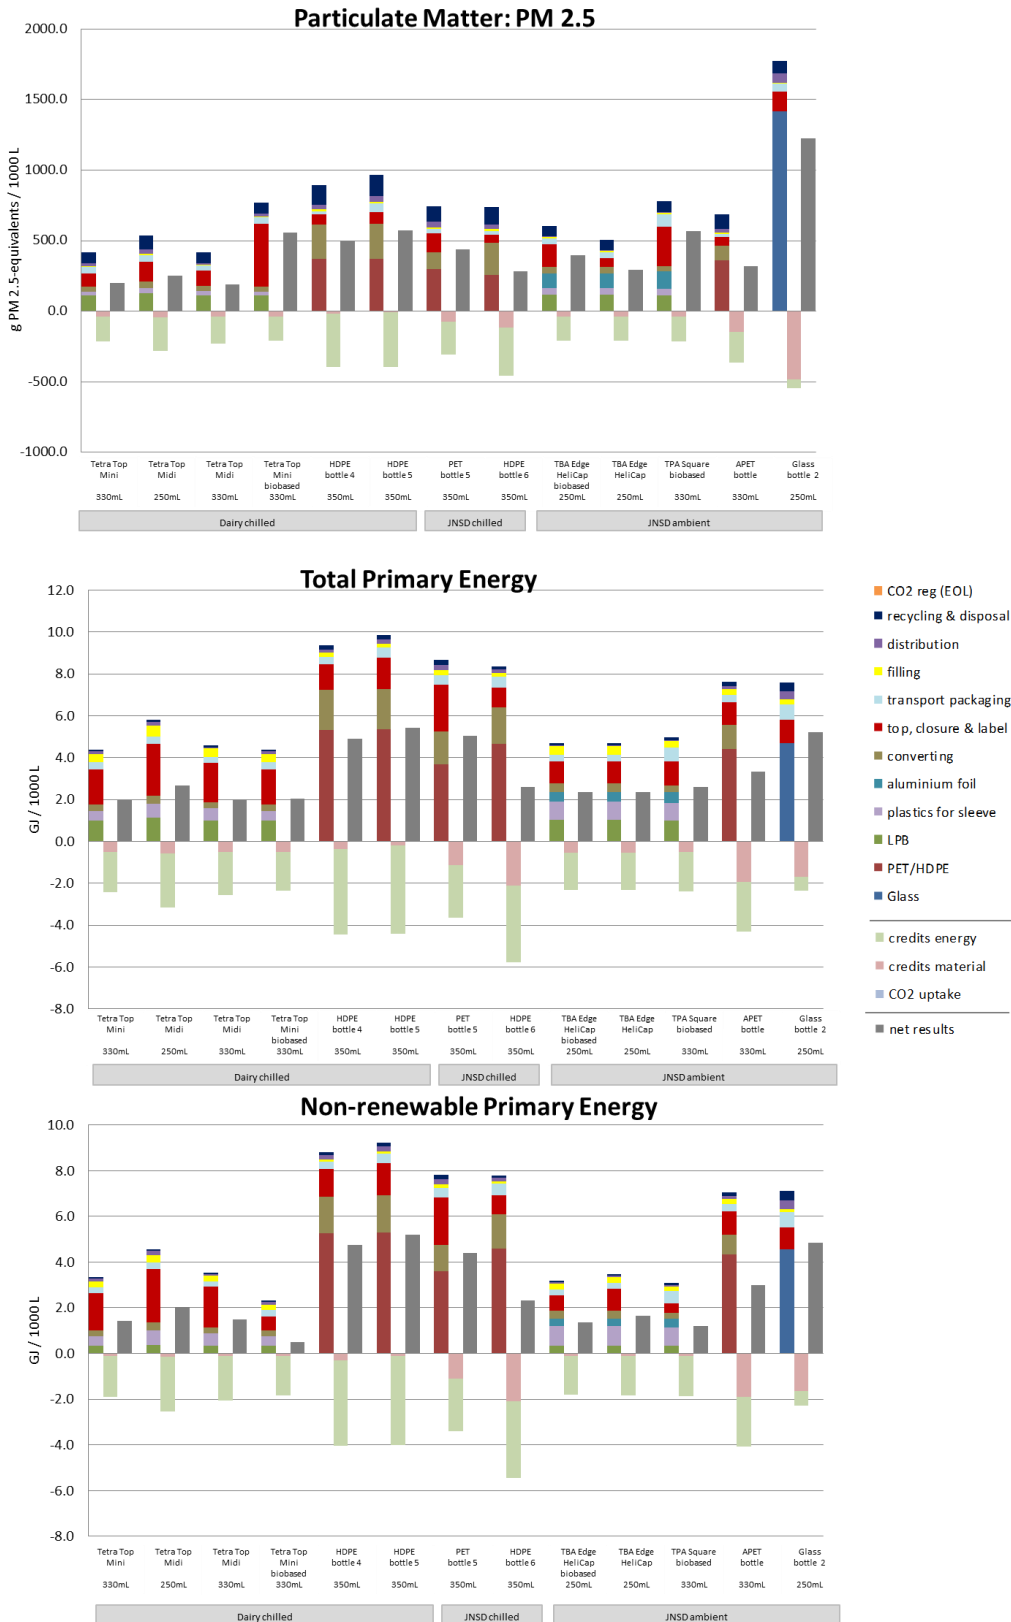 Particulate Matter: PM 2.5
g PM 2.5-equivalents / 1000 L
2000.0
1500.0
1000.0
500.0
0.0
-500.0
-1000.0
Tetra Top Mini 330mL
Tetra Top Midi 250mL
Tetra Top Midi 330mL
Tetra Top Mini biobased 330mL
HDPE bottle 4 350mL
HDPE bottle 5 350mL
PET bottle 5 350mL
HDPE bottle 6 350mL
TBA Edge HeliCap biobased 250mL
TBA Edge HeliCap 250mL
TPA Square biobased 330mL
APET bottle 330mL
Glass bottle 2 250mL
Dairy chilled
JNSD chilled
JNSD ambient
Total Primary Energy
GJ / 1000 L
12.0
10.0
8.0
6.0
4.0
2.0
0.0
-2.0
-4.0
-6.0
-8.0
Tetra Top Mini 330mL
Tetra Top Midi 250mL
Tetra Top Midi 330mL
Tetra Top Mini biobased 330mL
HDPE bottle 4 350mL
HDPE bottle 5 350mL
PET bottle 5 350mL
HDPE bottle 6 350mL
TBA Edge HeliCap biobased 250mL
TBA Edge HeliCap 250mL
TPA Square biobased 330mL
APET bottle 330mL
Glass bottle 2 250mL
Dairy chilled
JNSD chilled
JNSD ambient
CO2 reg (EOL)
recycling & disposal
distribution
filling
transport packaging
top, closure & label
converting
aluminium foil
plastics for sleeve
LPB
PET/HDPE
Glass
credits energy
credits material
CO2 uptake
net results
Non-renewable Primary Energy
GJ / 1000 L
10.0
8.0
6.0
4.0
2.0
0.0
-2.0
-4.0
-6.0
-8.0
Tetra Top Mini 330mL
Tetra Top Midi 250mL
Tetra Top Midi 330mL
Tetra Top Mini biobased 330mL
HDPE bottle 4 350mL
HDPE bottle 5 350mL
PET bottle 5 350mL
HDPE bottle 6 350mL
TBA Edge HeliCap biobased 250mL
TBA Edge HeliCap 250mL
TPA Square biobased 330mL
APET bottle 330mL
Glass bottle 2 250mL
Dairy chilled
JNSD chilled
JNSD ambient